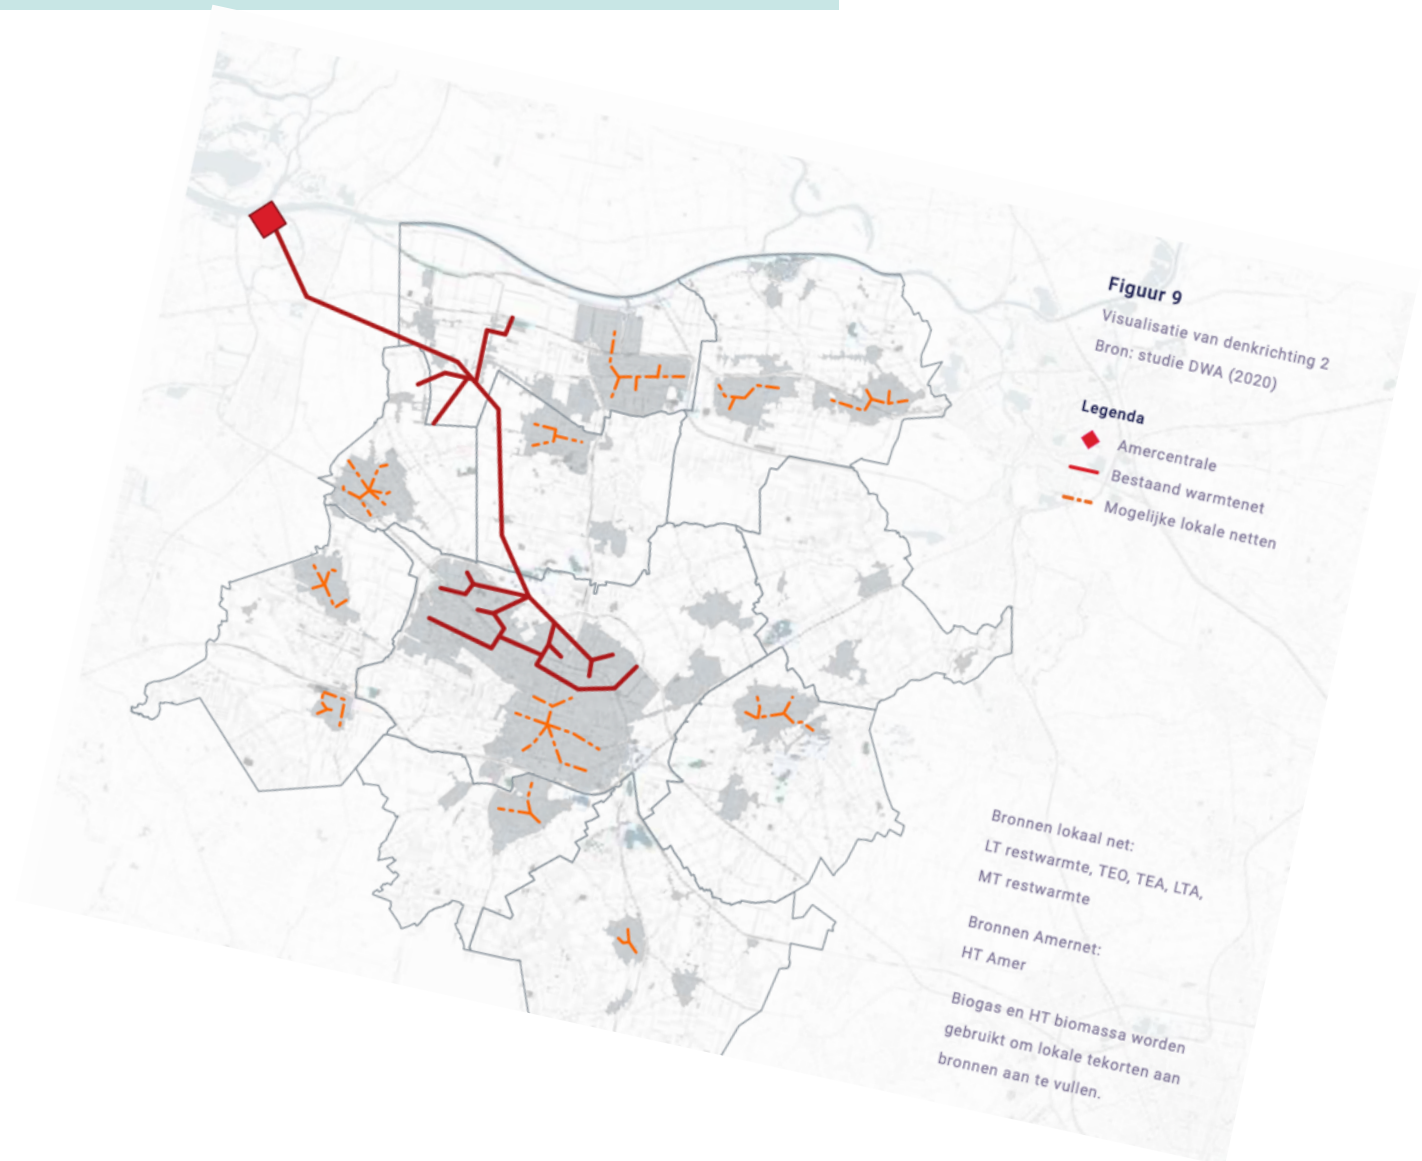 Figuur 9
Visualisatie van denkrichting 2
Bron: studie DWA (2020)
Legenda
Amercentrale
Bestaand warmtenet
Mogelijke lokale netten
Bronnen lokaal net:
LT restwarmte, TEO, TEA, LTA,
MT restwarmte
Bronnen Amernet:
HT Amer
Biogas en HT biomassa worden
gebruikt om lokale tekorten aan
bronnen aan te vullen.